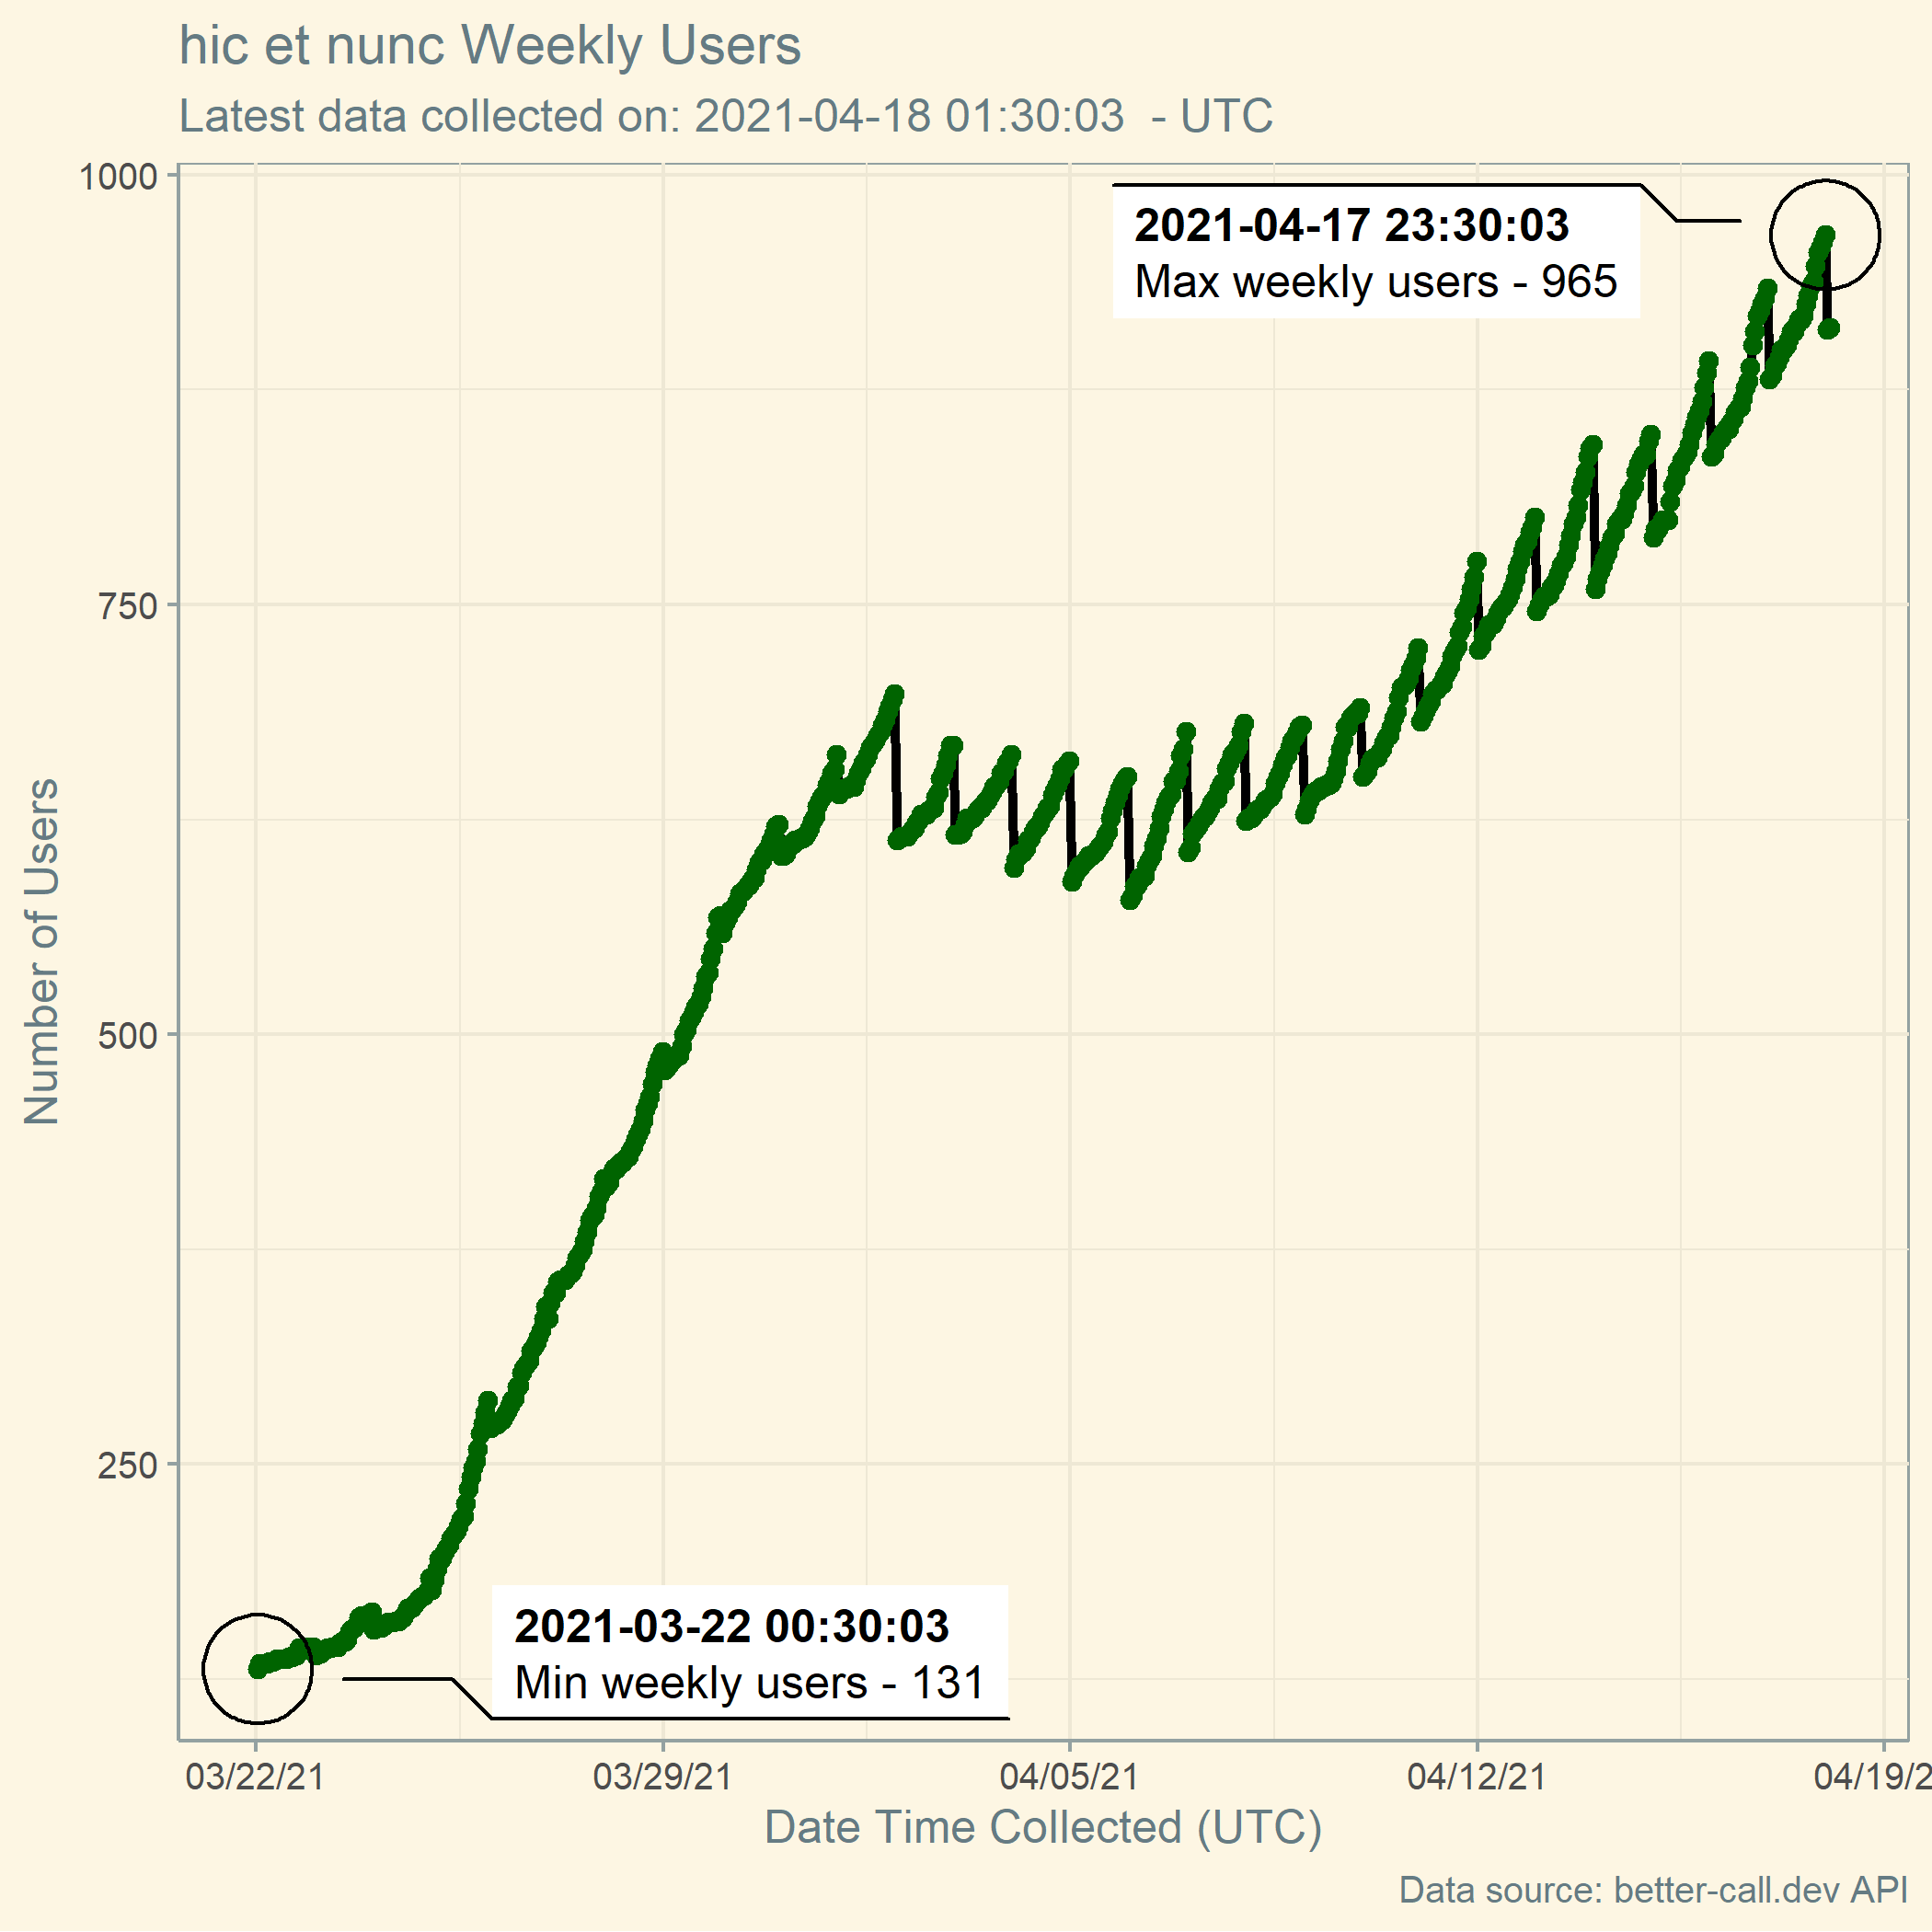 hic et nunc Weekly Users
Latest data collected on: 2021-04-18 01:30:03  - UTC
1000
2021-04-17 23:30:03
Max weekly users - 965
750
Number of Users
500
250
2021-03-22 00:30:03
Min weekly users - 131
03/22/21 03/29/21 04/05/21 04/12/21 04/19/2
Date Time Collected (UTC)
Data source: better-call.dev API